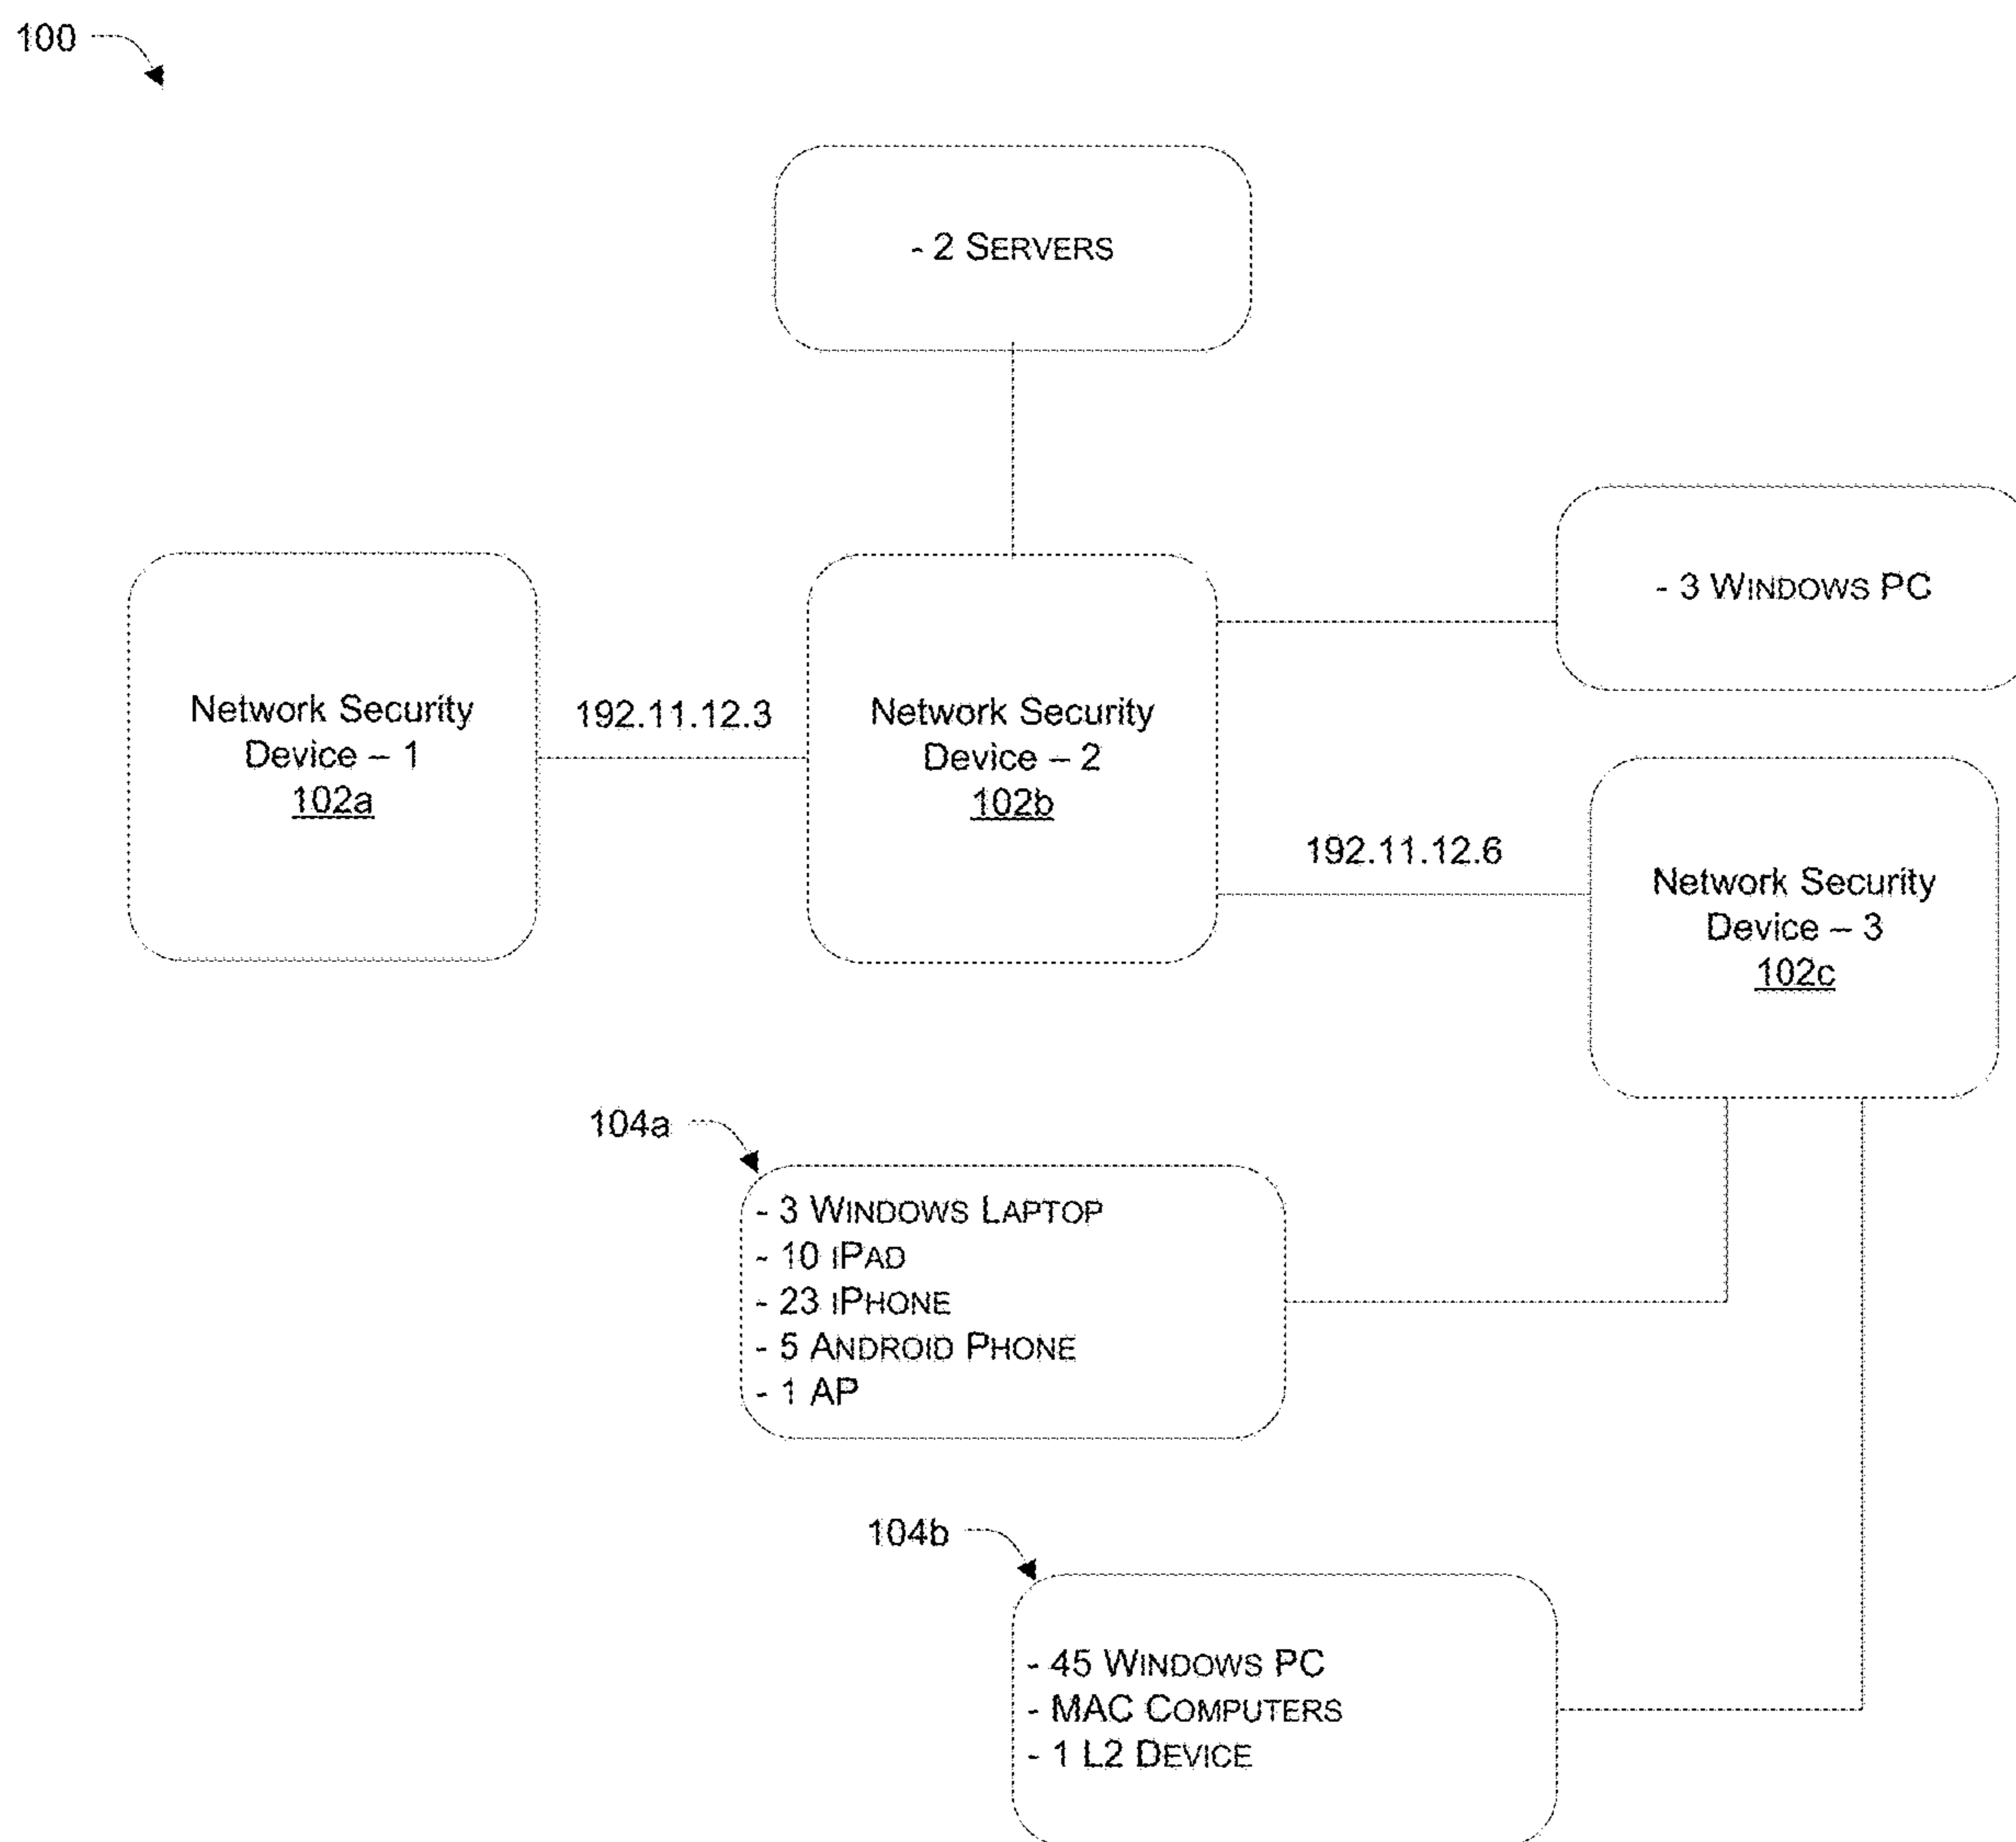 100
- 2 SERVERS
- 3 WINDOWS PC
Network Security
Device – 1
102a
192.11.12.3
Network Security
Device – 2
102b
192.11.12.6
Network Security
Device – 3
102c
104a
- 3 WINDOWS LAPTOP
- 10 iPAD
- 23 iPHONE
- 5 ANDROID PHONE
- 1 AP
104b
- 45 WINDOWS PC
- MAC COMPUTERS
- 1 L2 DEVICE